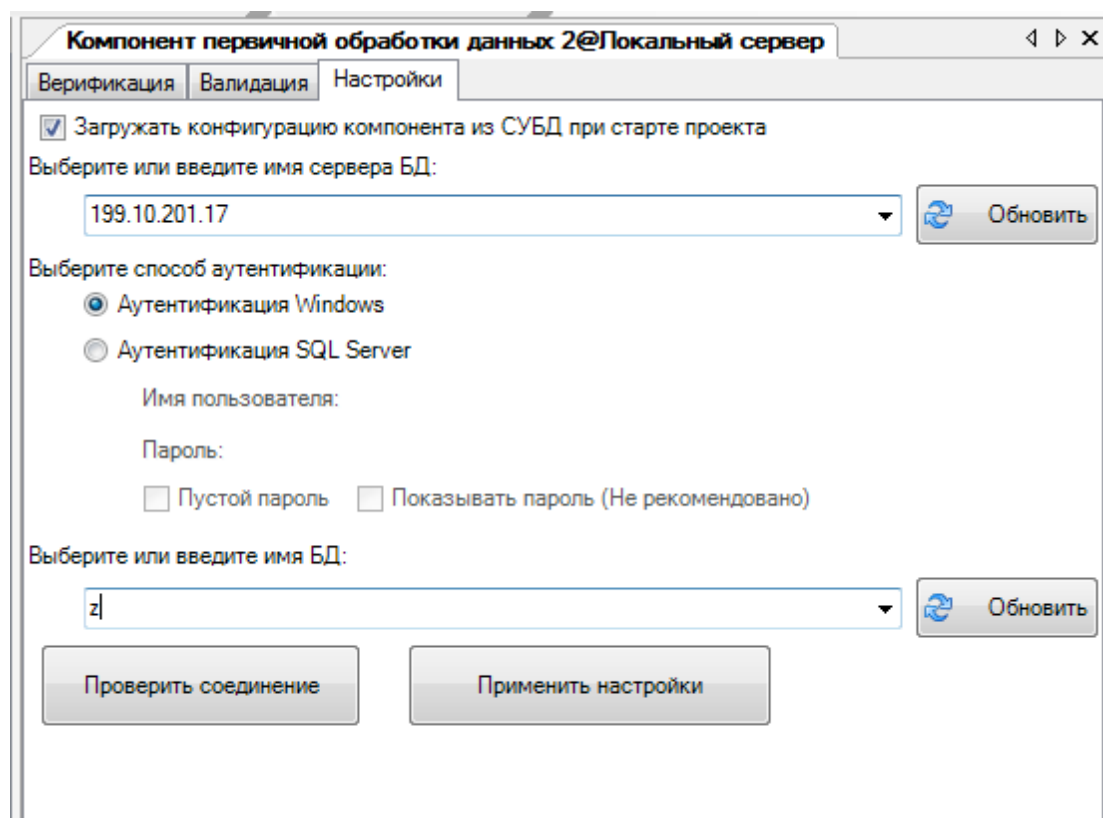 Компонент первичной обработки данных 2@Локальный сервер
Верификация Валидация Настройки
Загружать конфигурацию компонента из СУБД при старте проекта
Выберите или введите имя сервера БД:
199.10.201.17 Обновить
Выберите способ аутентификации:
Аутентификация Windows
Аутентификация SQL Server
Имя пользователя:
Пароль:
Пустой пароль Показывать пароль (Не рекомендовано)
Выберите или введите имя БД:
z Обновить
Проверить соединение Применить настройки